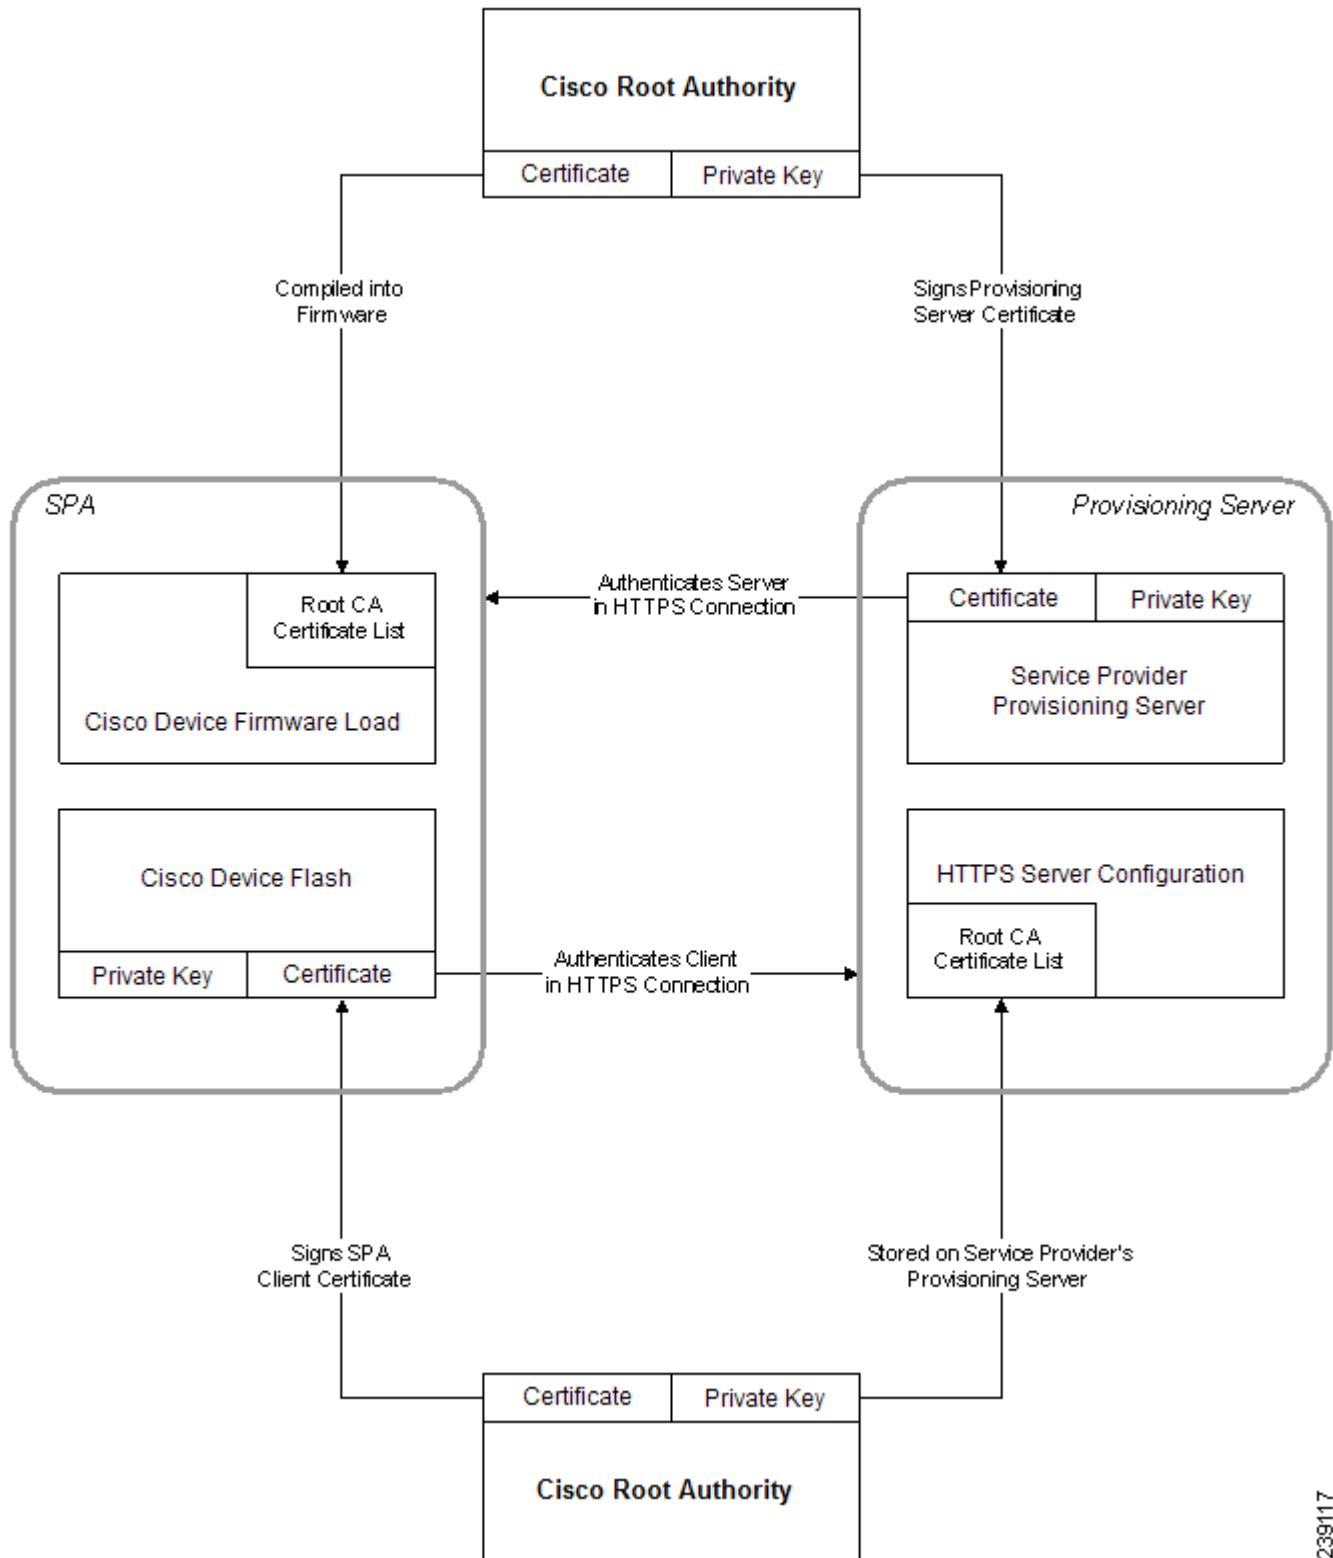 Cisco Root Authority
Certificate
Private Key
Compiled into
Firmware
Signs Provisioning
Server Certificate
SPA
Provisioning Server
Root CA
Certificate List
Cisco Device Firmware Load
Authenticates Server
in HTTPS Connection
Certificate
Private Key
Service Provider
Provisioning Server
Cisco Device Flash
Private Key
Certificate
Authenticates Client
in HTTPS Connection
HTTPS Server Configuration
Root CA
Certificate List
Signs SPA
Client Certificate
Stored on Service Provider's
Provisioning Server
Certificate
Private Key
Cisco Root Authority
239117